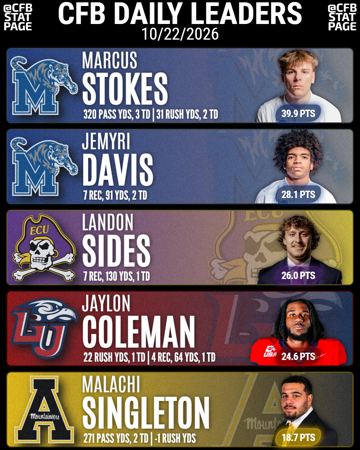 @CFB
STAT
PAGE
CFB DAILY LEADERS
10/22/2026
@CFB
STAT
PAGE
MARCUS
STOKES
320 PASS YDS, 3 TD | 31 RUSH YDS, 2 TD
39.9 PTS
M
JEMYRI
DAVIS
7 REC, 91 YDS, 2 TD
28.1 PTS
M
ECU
LANDON
SIDES
7 REC, 130 YDS, 1 TD
26.0 PTS
LU
JAYLON
COLEMAN
22 RUSH YDS, 1 TD | 4 REC, 64 YDS, 1 TD
24.6 PTS
A
Mountaineers
MALACHI
SINGLETON
271 PASS YDS, 2 TD | -1 RUSH YDS
18.7 PTS